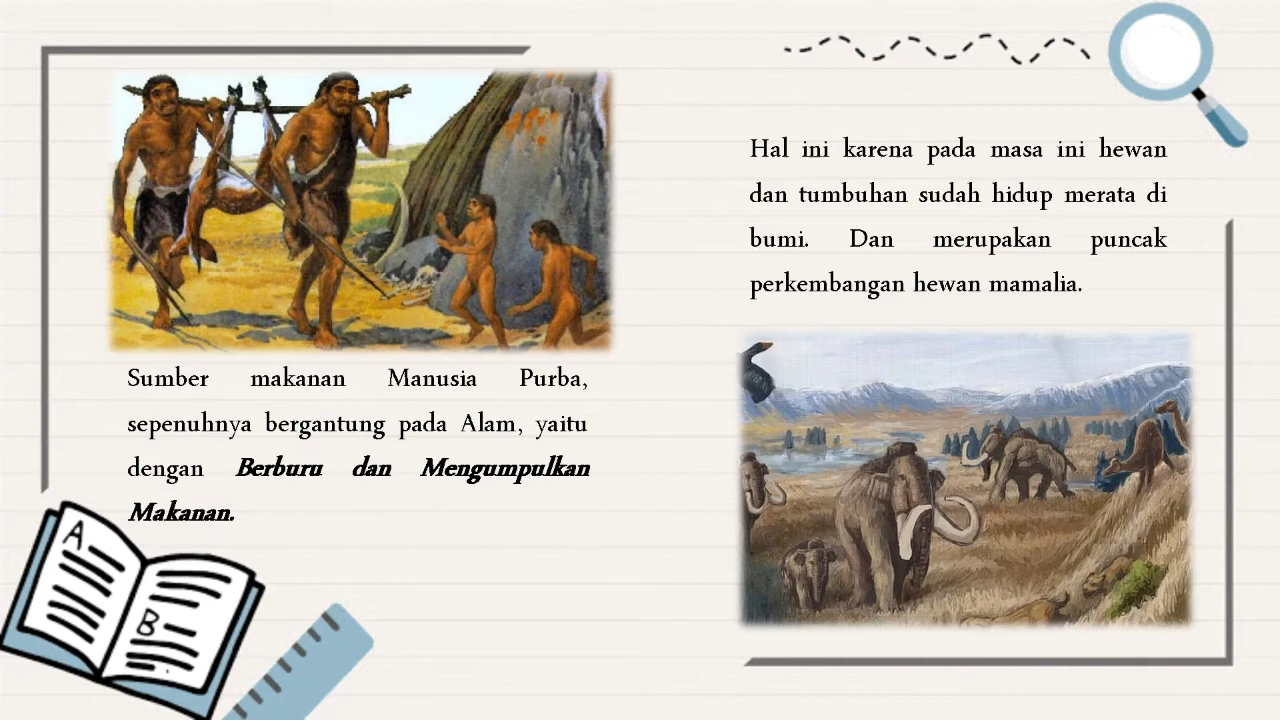 Sumber makanan Manusia Purba,
sepenuhnya bergantung pada Alam, yaitu
dengan Berburu dan Mengumpulkan
Makanan.
Hal ini karena pada masa ini hewan
dan tumbuhan sudah hidup merata di
bumi. Dan merupakan puncak
perkembangan hewan mamalia.
A
B